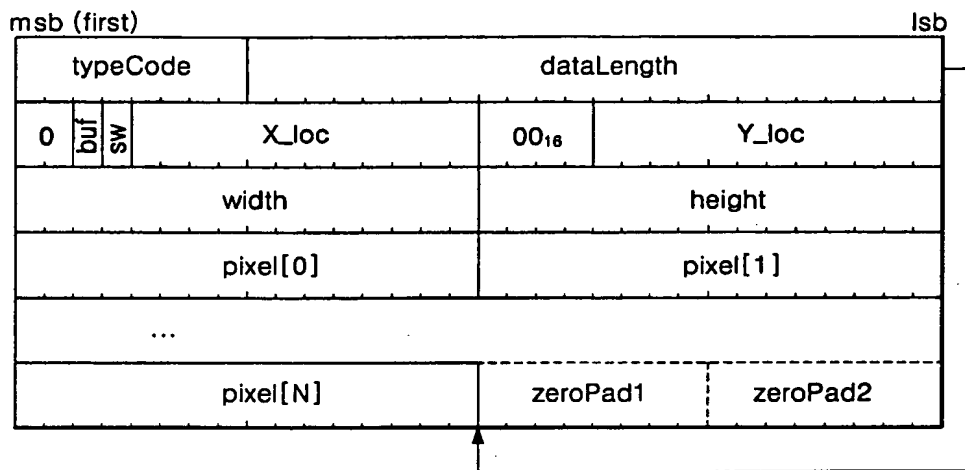 msb (first) lsb
typeCode dataLength
0 buf sw X_loc 00₁₆ Y_loc
width height
pixel[0] pixel[1]
...
pixel[N] zeroPad1 zeroPad2